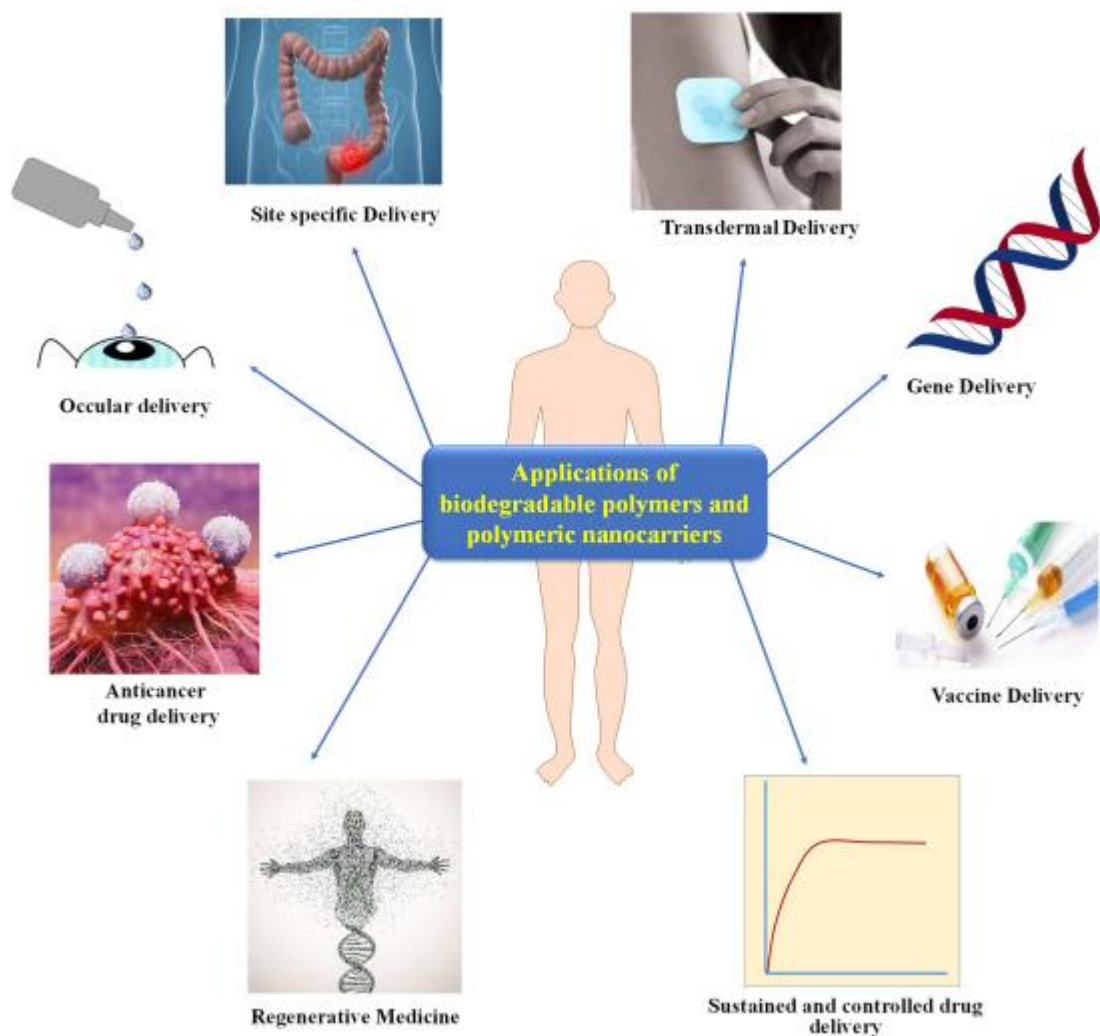 Site specific Delivery
Transdermal Delivery
Occular delivery
Gene Delivery
Applications of
biodegradable polymers and
polymeric nanocarriers
Anticancer
drug delivery
Vaccine Delivery
Regenerative Medicine
Sustained and controlled drug
delivery